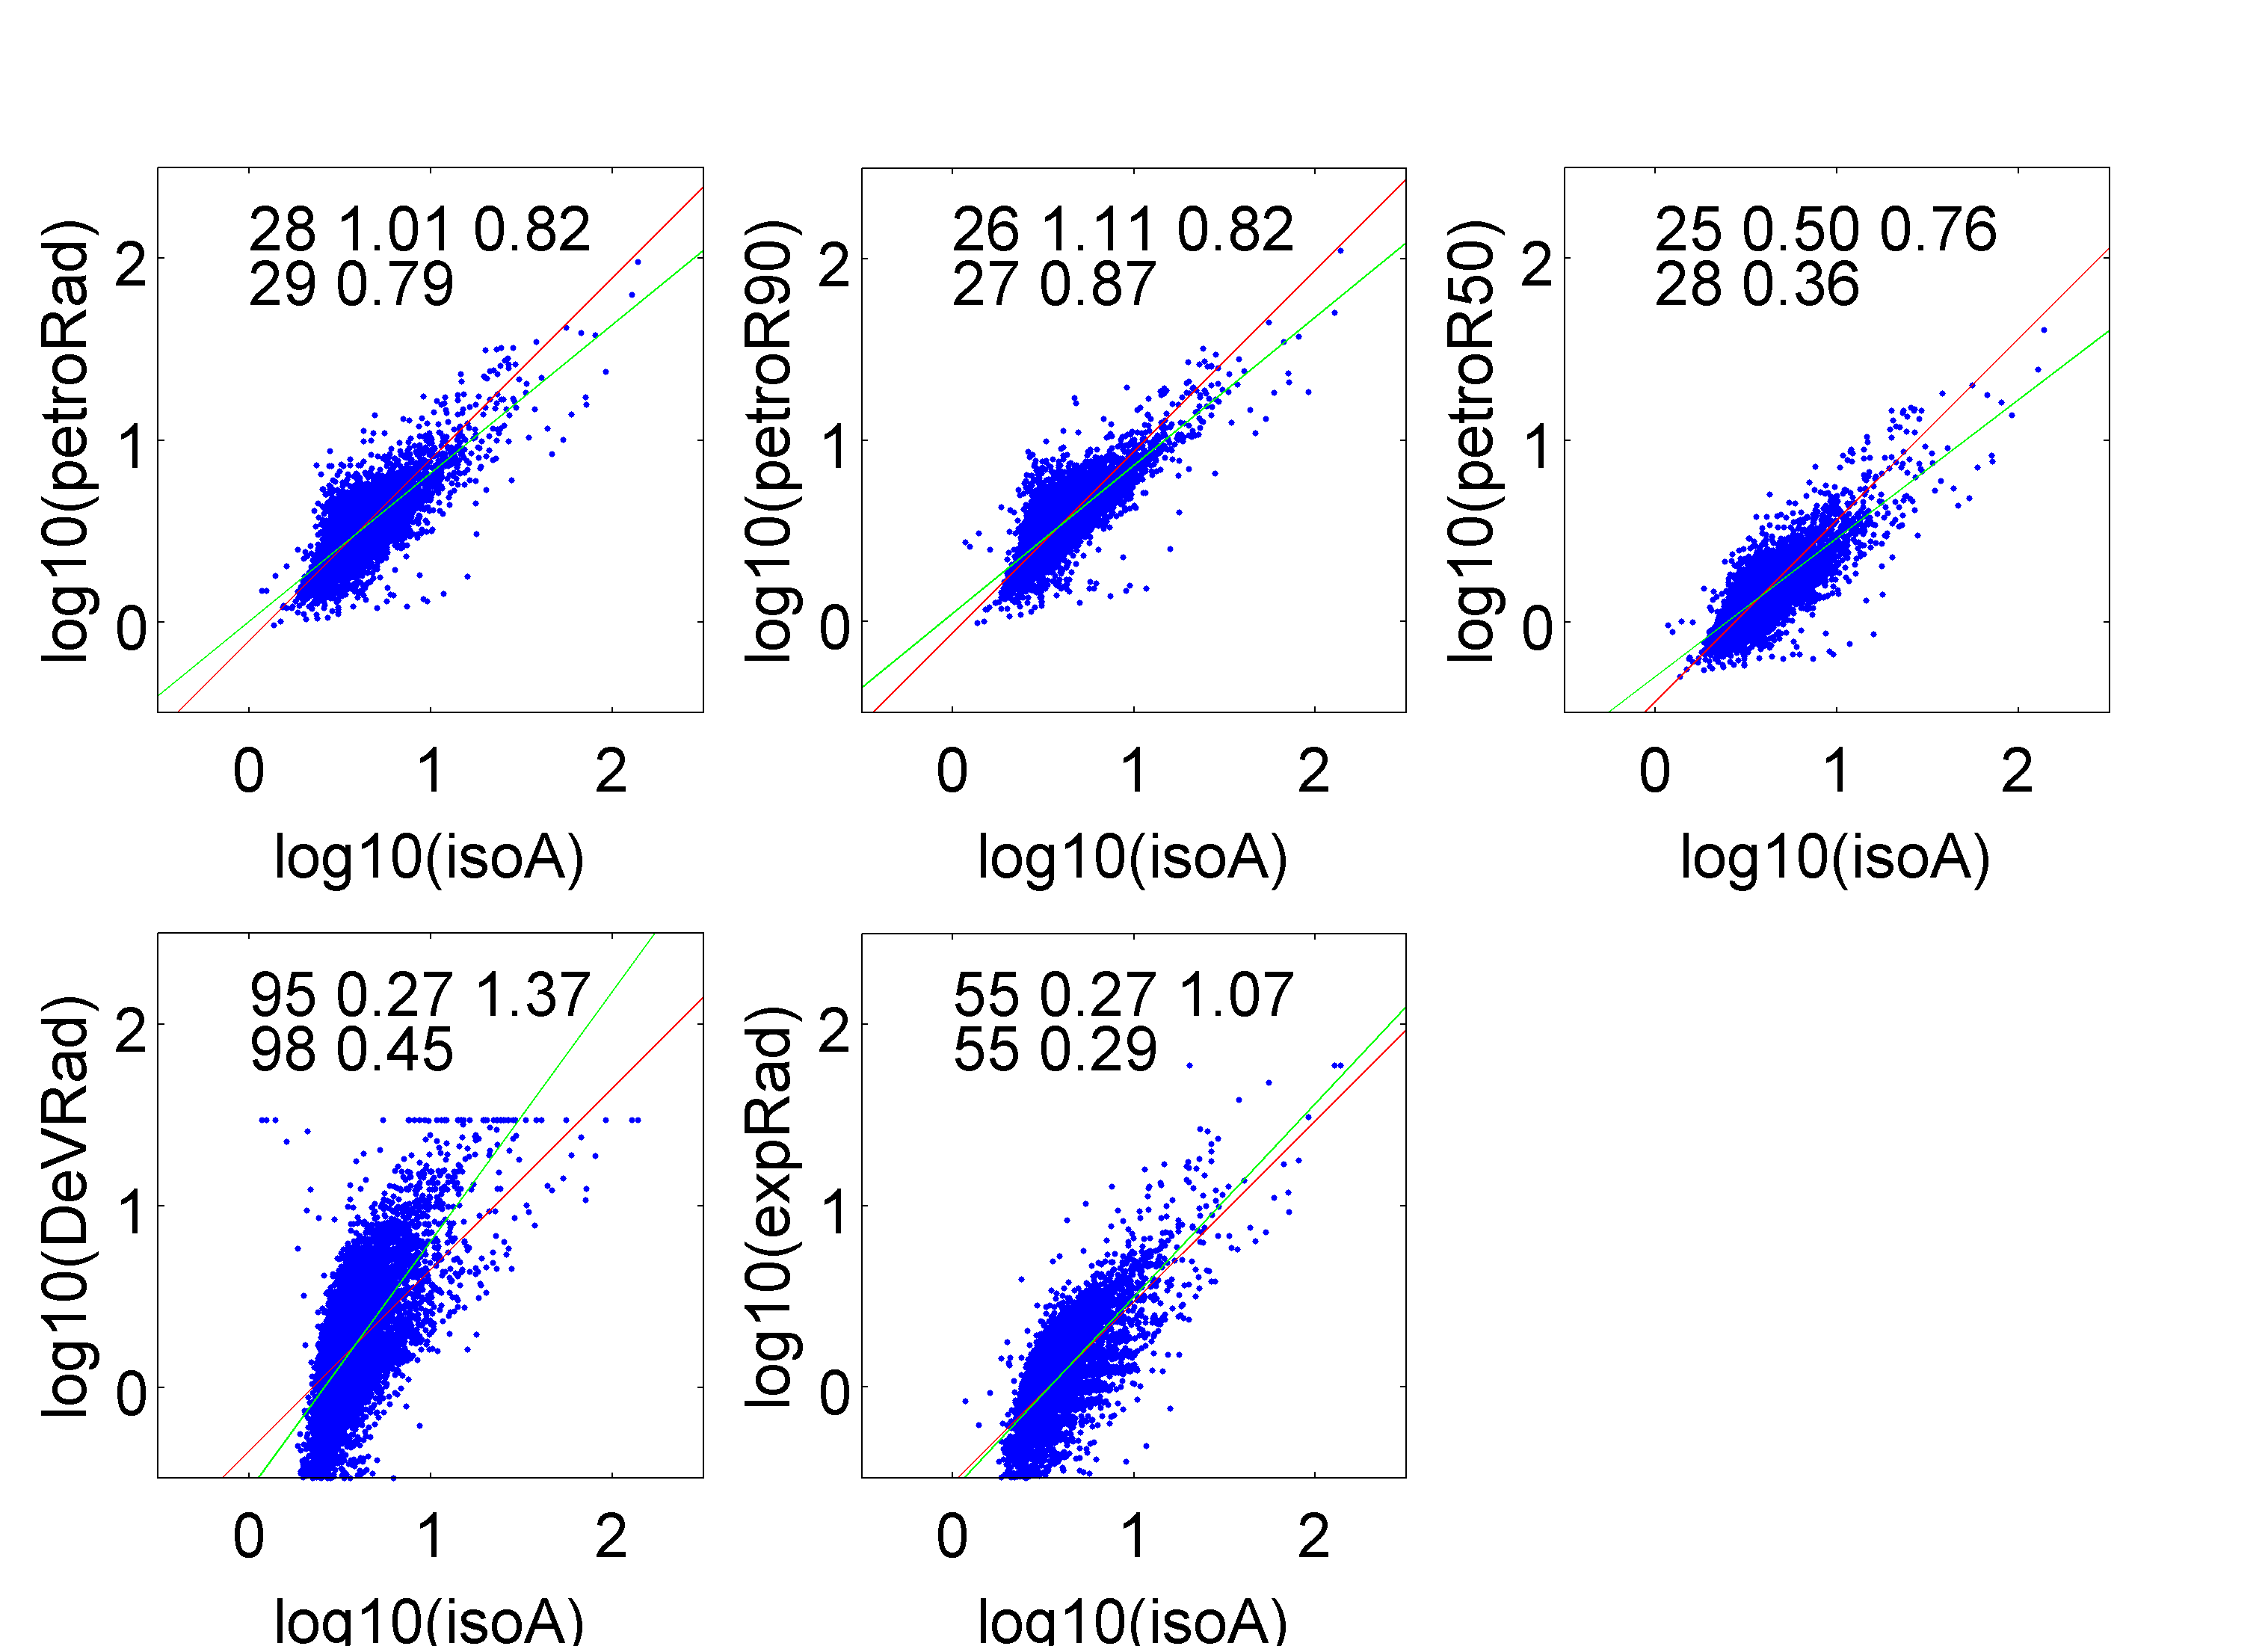 log10(petroRad)
28 1.01 0.82
29 0.79
2
1
0
0 1 2
log10(isoA)
log10(petroR90)
26 1.11 0.82
27 0.87
2
1
0
0 1 2
log10(isoA)
log10(petroR50)
25 0.50 0.76
28 0.36
2
1
0
0 1 2
log10(isoA)
log10(DeVRad)
95 0.27 1.37
98 0.45
2
1
0
0 1 2
log10(isoA)
log10(expRad)
55 0.27 1.07
55 0.29
2
1
0
0 1 2
log10(isoA)